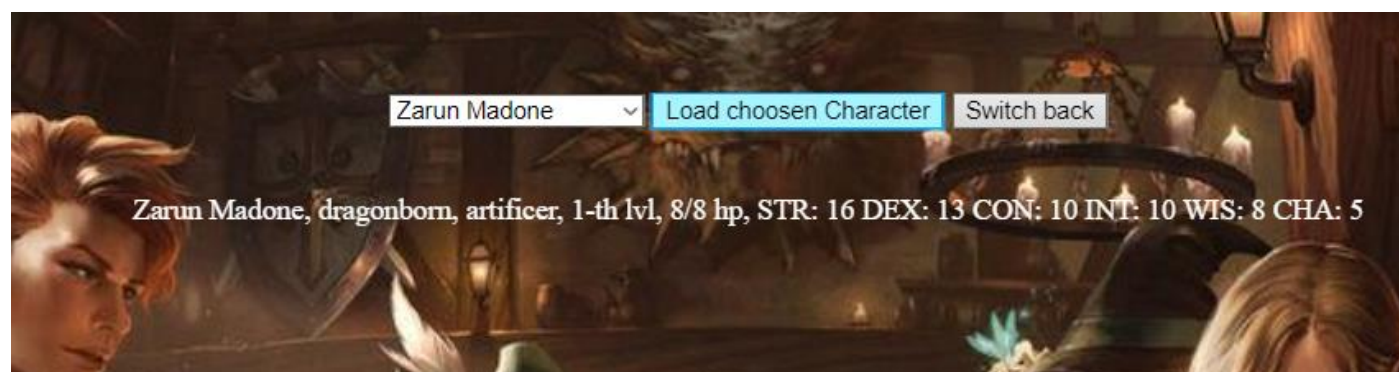 Zarun Madone Load choosen Character Switch back
Zarun Madone, dragonborn, artificer, 1-th lvl, 8/8 hp, STR: 16 DEX: 13 CON: 10 INT: 10 WIS: 8 CHA: 5